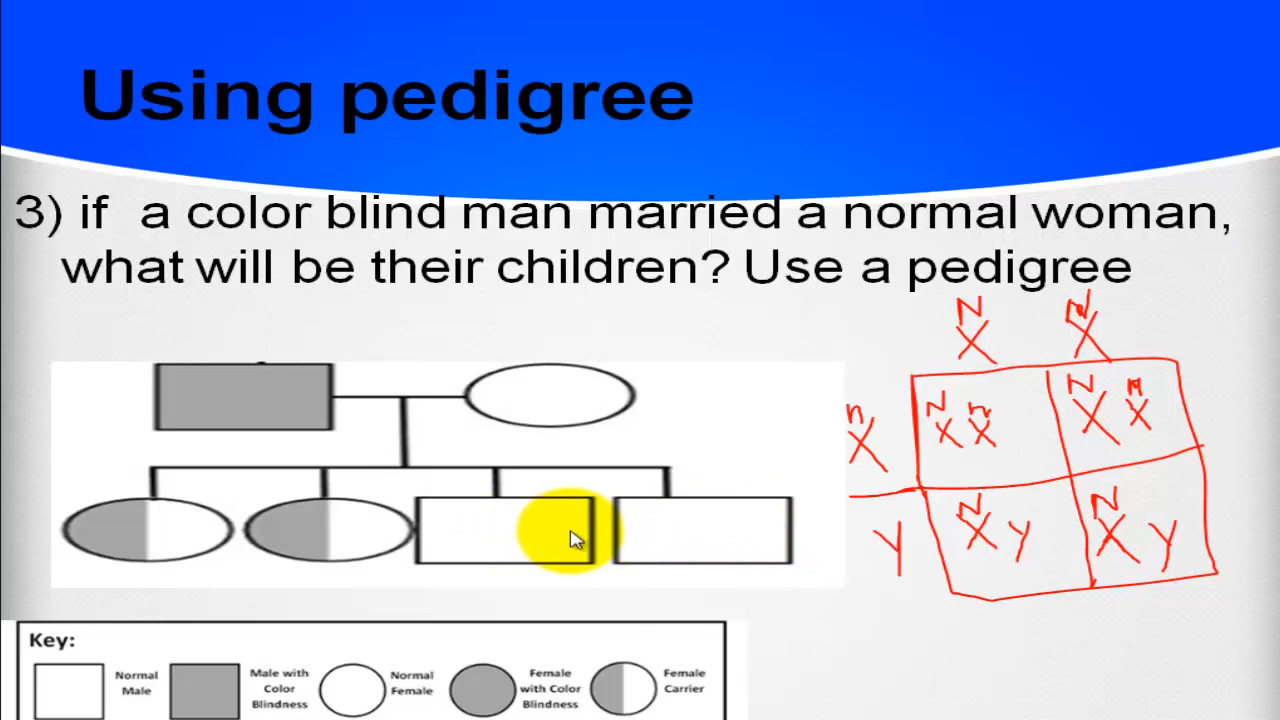 Using pedigree
3) if a color blind man married a normal woman,
what will be their children? Use a pedigree
N N
X X
n N n N n
X X X X X
N N
Y X Y X Y
Key:
Normal Male
Male with Color Blindness
Normal Female
Female with Color Blindness
Female Carrier